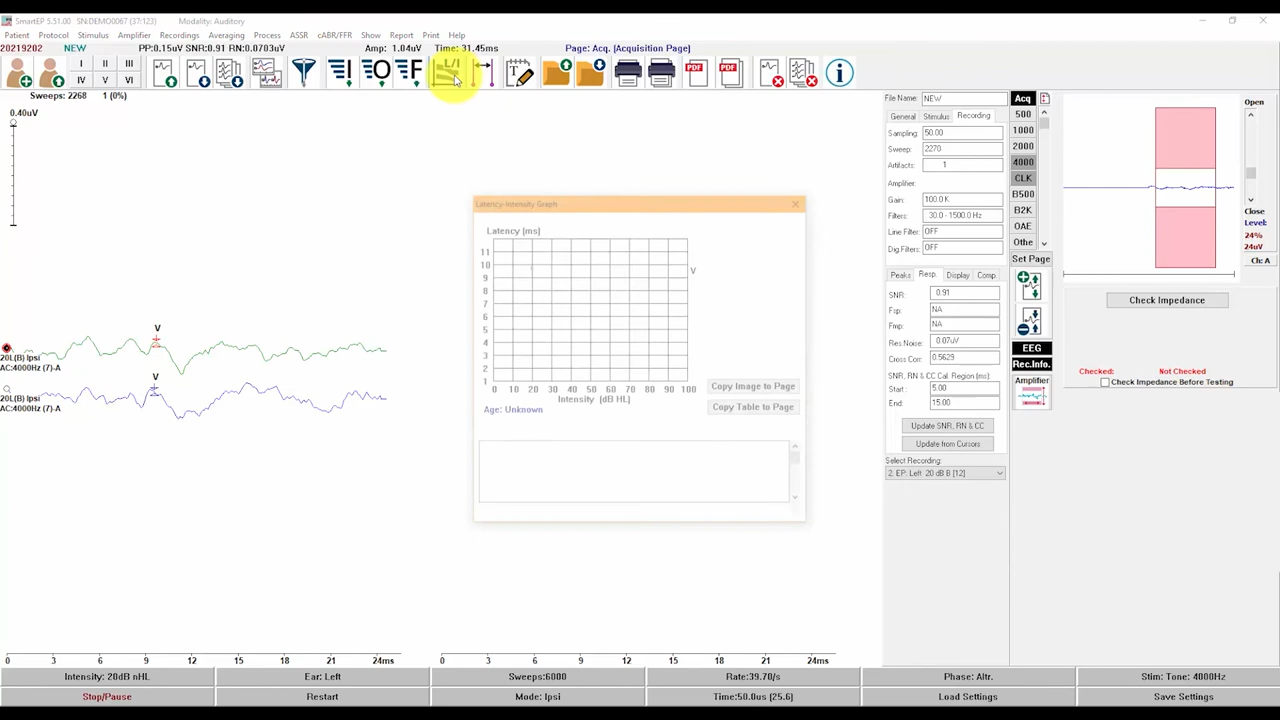 SmartEP 5.51.00 SN:DEMO0067 (37:123) Modality: Auditory
Patient Protocol Stimulus Amplifier Recordings Averaging Process ASSR cABR/FFR Show Report Print Help
20219202 NEW PP:0.15uV SNR:0.91 RN:0.0703uV Amp: 1.04uV Time: 31.45ms Page: Acq. (Acquisition Page)
I II III
IV V VI
O F L/I T
Sweeps: 2268 1 (0%)
0.40uV
V
20L(B) Ipsi
AC:4000Hz (7)-A
V
20L(B) Ipsi
AC:4000Hz (7)-A
0 3 6 9 12 15 18 21 24ms
0 3 6 9 12 15 18 21 24ms
Latency-Intensity Graph
Latency (ms)
11
10
9
8
7
6
5
4
3
2
1
V
0 10 20 30 40 50 60 70 80 90 100
Intensity (dB HL)
Age: Unknown
Copy Image to Page
Copy Table to Page
File Name: NEW
General Stimulus Recording
Sampling: 50.00
Sweep: 2270
Artifacts: 1
Amplifier:
Gain: 100.0 K
Filters: 30.0 - 1500.0 Hz
Line Filter: OFF
Dig Filters: OFF
Peaks Resp. Display Comp.
SNR: 0.91
Fsp: NA
Fmp: NA
Res Noise: 0.07uV
Cross Corr: 0.5629
SNR, RN & CC Cal. Region (ms)
Start: 5.00
End: 15.00
Update SNR, RN & CC
Update from Cursors
Select Recording:
2. EP: Left 20 dB B [12]
Acq
500
1000
2000
4000
CLK
B500
B2K
OAE
Othe
Set Page
EEG
Rec.Info.
Amplifier
Open
Close
Level:
24%
24uV
Ch: A
Check Impedance
Checked: Not Checked
Check Impedance Before Testing
Intensity: 20dB nHL Ear: Left Sweeps:6000 Rate:39.70/s Phase: Altr. Stim: Tone: 4000Hz
Stop/Pause Restart Mode: Ipsi Time:50.0us [25.6] Load Settings Save Settings
PDF PDF